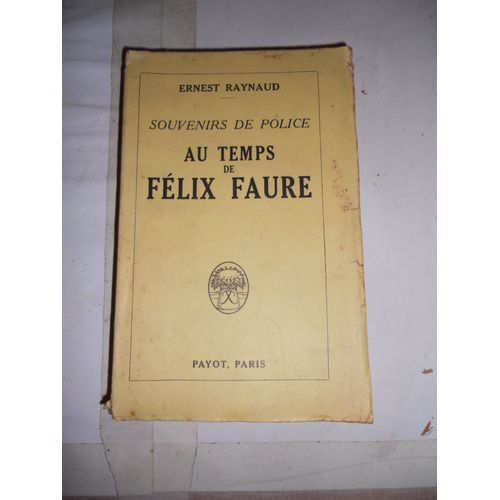 ERNEST RAYNAUD
SOUVENIRS DE POLICE
AU TEMPS
DE
FÉLIX FAURE
PAYOT, PARIS